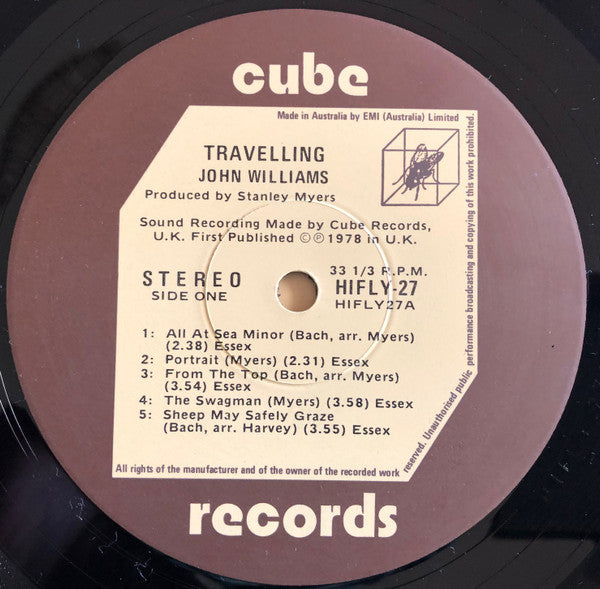 cube
Made in Australia by EMI (Australia) Limited
TRAVELLING
JOHN WILLIAMS
Produced by Stanley Myers
Sound Recording Made by Cube Records,
U.K. First Published ©℗1978 in U.K.
STEREO
SIDE ONE
33 1/3 R.P.M.
HIFLY-27
HIFLY27A
1: All At Sea Minor (Bach, arr. Myers)
(2.38) Essex
2: Portrait (Myers) (2.31) Essex
3: From The Top (Bach, arr. Myers)
(3.54) Essex
4: The Swagman (Myers) (3.58) Essex
5: Sheep May Safely Graze
(Bach, arr. Harvey) (3.55) Essex
All rights of the manufacturer and of the owner of the recorded work
reserved. Unauthorised public
performance broadcasting and copying of this work prohibited.
records